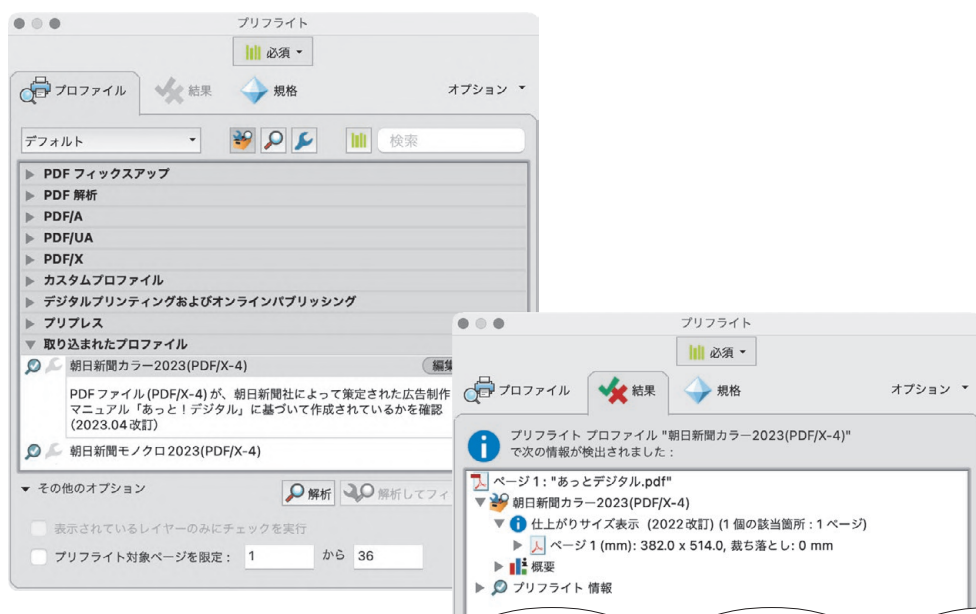 プリフライト
必須
プロファイル 結果 規格 オプション
デフォルト 検索
PDF フィックスアップ
PDF 解析
PDF/A
PDF/UA
PDF/X
カスタムプロファイル
デジタルプリンティングおよびオンラインパブリッシング
プリプレス
取り込まれたプロファイル
朝日新聞カラー2023(PDF/X-4) 編集
PDF ファイル (PDF/X-4) が、朝日新聞社によって策定された広告制作
マニュアル「あっと！デジタル」に基づいて作成されているかを確認
(2023.04 改訂)
朝日新聞モノクロ2023(PDF/X-4)
その他のオプション 解析 解析してフィ
表示されているレイヤーのみにチェックを実行
プリフライト対象ページを限定： 1 から 36
プリフライト
必須
プロファイル 結果 規格 オプション
プリフライト プロファイル "朝日新聞カラー2023(PDF/X-4)"
で次の情報が検出されました：
ページ 1 : "あっとデジタル.pdf"
朝日新聞カラー2023(PDF/X-4)
仕上がりサイズ表示 (2022 改訂) (1 個の該当箇所 : 1 ページ)
ページ 1 (mm): 382.0 x 514.0, 裁ち落とし: 0 mm
概要
プリフライト 情報